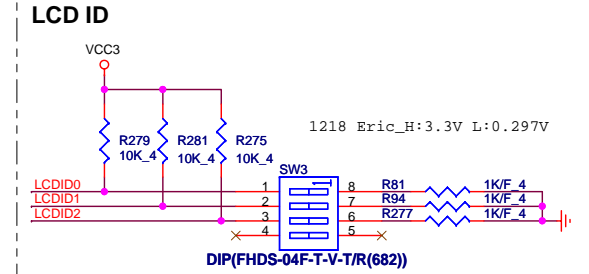 LCD ID
VCC3
R279
10K_4
R281
10K_4
R275
10K_4
1218 Eric_H:3.3V L:0.297V
SW3
LCDID0
LCDID1
LCDID2
1
2
3
4
8
7
6
5
R81
1K/F_4
R94
1K/F_4
R277
1K/F_4
1
DIP(FHDS-04F-T-V-T/R(682))